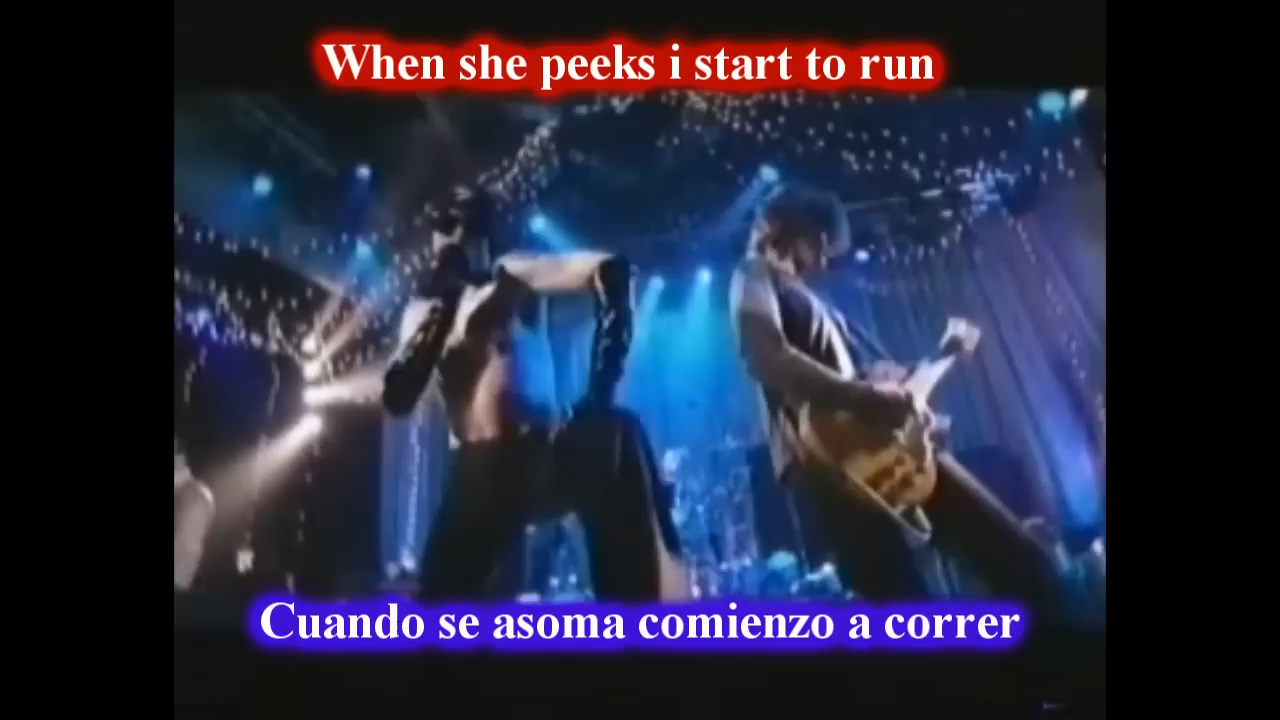 When she peeks i start to run
Cuando se asoma comienzo a correr